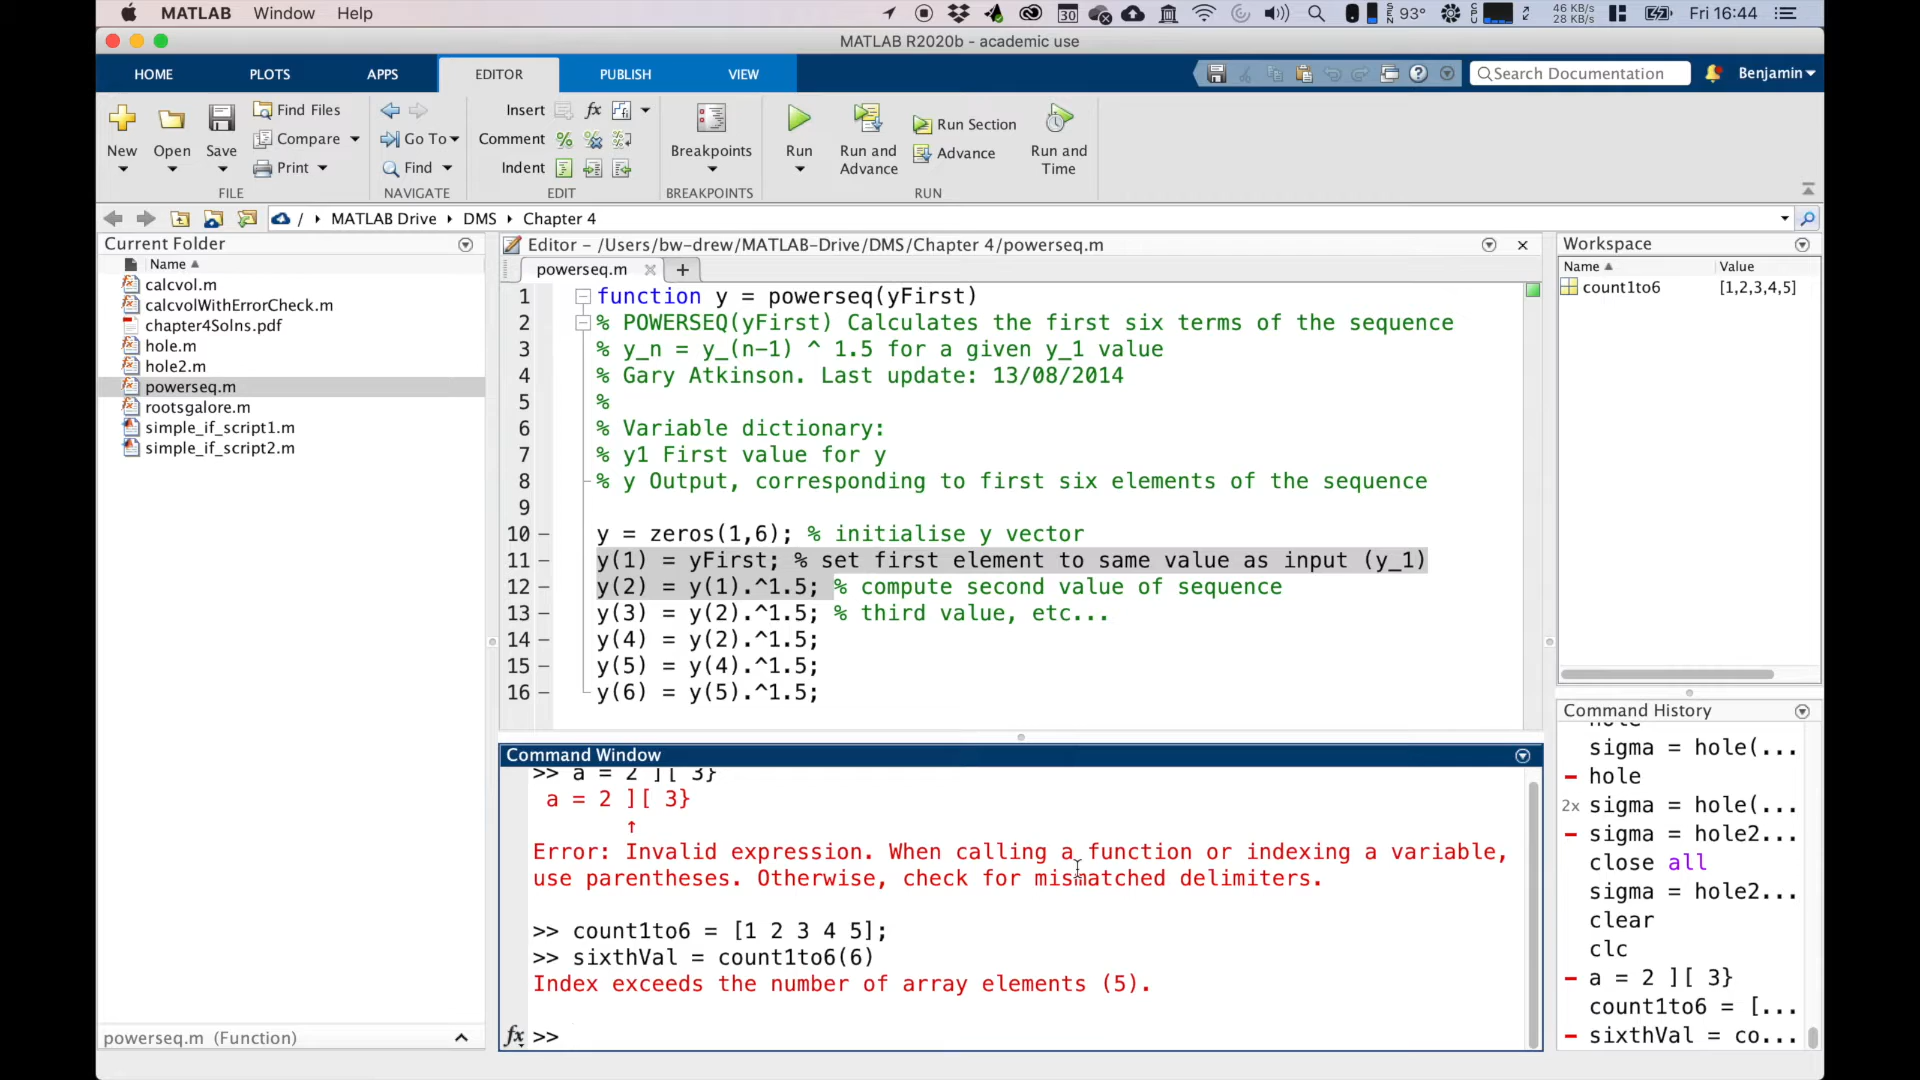 MATLAB Window Help
30
SEN 93°
CPU
46 KB/s
28 KB/s
Fri 16:44
MATLAB R2020b - academic use
HOME PLOTS APPS EDITOR PUBLISH VIEW
Search Documentation
Benjamin
New
Open
Save
Find Files
Compare
Print
FILE
Go To
Find
NAVIGATE
Insert fx
Comment
Indent
EDIT
Breakpoints
BREAKPOINTS
Run
Run and
Advance
Run Section
Advance
Run and
Time
RUN
/ MATLAB Drive DMS Chapter 4
Current Folder
Name
calcvol.m
calcvolWithErrorCheck.m
chapter4Solns.pdf
hole.m
hole2.m
powerseq.m
rootsgalore.m
simple_if_script1.m
simple_if_script2.m
powerseq.m (Function)
Editor - /Users/bw-drew/MATLAB-Drive/DMS/Chapter 4/powerseq.m
powerseq.m
1 function y = powerseq(yFirst)
2 % POWERSEQ(yFirst) Calculates the first six terms of the sequence
3 % y_n = y_(n-1) ^ 1.5 for a given y_1 value
4 % Gary Atkinson. Last update: 13/08/2014
5 %
6 % Variable dictionary:
7 % y1 First value for y
8 % y Output, corresponding to first six elements of the sequence
9
10 y = zeros(1,6); % initialise y vector
11 y(1) = yFirst; % set first element to same value as input (y_1)
12 y(2) = y(1).^1.5; % compute second value of sequence
13 y(3) = y(2).^1.5; % third value, etc...
14 y(4) = y(2).^1.5;
15 y(5) = y(4).^1.5;
16 y(6) = y(5).^1.5;
Command Window
>> a = 2 ][ 3}
a = 2 ][ 3}
↑
Error: Invalid expression. When calling a function or indexing a variable,
use parentheses. Otherwise, check for mismatched delimiters.
>> count1to6 = [1 2 3 4 5];
>> sixthVal = count1to6(6)
Index exceeds the number of array elements (5).
fx >>
Workspace
Name Value
count1to6 [1,2,3,4,5]
Command History
hole
sigma = hole(...
hole
2x sigma = hole(...
sigma = hole2...
close all
sigma = hole2...
clear
clc
a = 2 ][ 3}
count1to6 = [...
sixthVal = co...